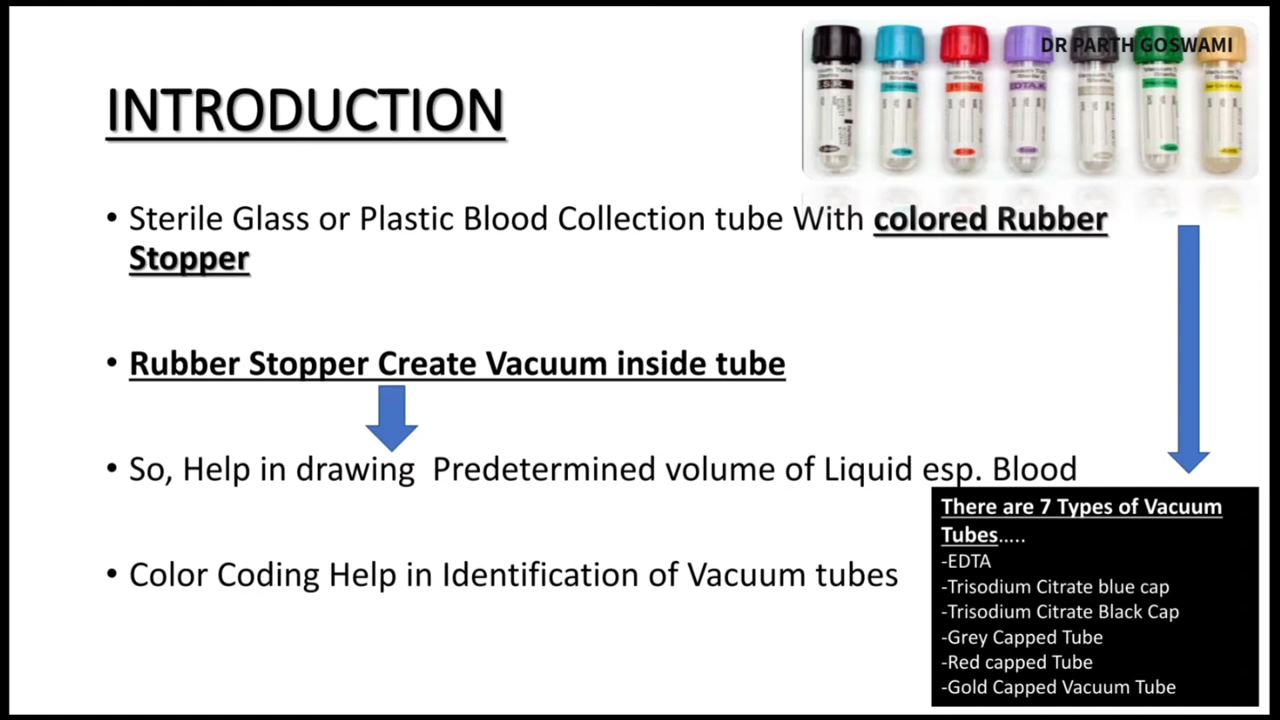 DR PARTH GOSWAMI
INTRODUCTION
• Sterile Glass or Plastic Blood Collection tube With colored Rubber
Stopper
• Rubber Stopper Create Vacuum inside tube
• So, Help in drawing Predetermined volume of Liquid esp. Blood
• Color Coding Help in Identification of Vacuum tubes
There are 7 Types of Vacuum
Tubes.....
-EDTA
-Trisodium Citrate blue cap
-Trisodium Citrate Black Cap
-Grey Capped Tube
-Red capped Tube
-Gold Capped Vacuum Tube